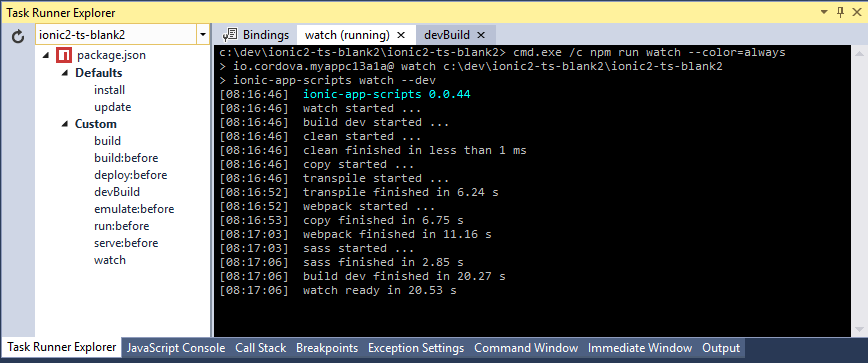 Task Runner Explorer
ionic2-ts-blank2
package.json
Defaults
install
update
Custom
build
build:before
deploy:before
devBuild
emulate:before
run:before
serve:before
watch
Bindings watch (running) devBuild
c:\dev\ionic2-ts-blank2\ionic2-ts-blank2> cmd.exe /c npm run watch --color=always
> io.cordova.myappc13a1a@ watch c:\dev\ionic2-ts-blank2\ionic2-ts-blank2
> ionic-app-scripts watch --dev
[08:16:46] ionic-app-scripts 0.0.44
[08:16:46] watch started ...
[08:16:46] build dev started ...
[08:16:46] clean started ...
[08:16:46] clean finished in less than 1 ms
[08:16:46] copy started ...
[08:16:46] transpile started ...
[08:16:52] transpile finished in 6.24 s
[08:16:52] webpack started ...
[08:16:53] copy finished in 6.75 s
[08:17:03] webpack finished in 11.16 s
[08:17:03] sass started ...
[08:17:06] sass finished in 2.85 s
[08:17:06] build dev finished in 20.27 s
[08:17:06] watch ready in 20.53 s
Task Runner Explorer JavaScript Console Call Stack Breakpoints Exception Settings Command Window Immediate Window Output